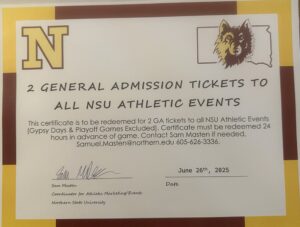 N
2 GENERAL ADMISSION TICKETS TO
ALL NSU ATHLETIC EVENTS
This certificate is to be redeemed for 2 GA tickets to all NSU Athletic Events
(Gypsy Days & Playoff Games Excluded). Certificate must be redeemed 24
hours in advance of game. Contact Sam Masten if needed.
Samuel.Masten@northern.edu 605-626-3336.
June 26th, 2025
Sam Masten
Date
Coordinator for Athletic Marketing/Events
Northern State University